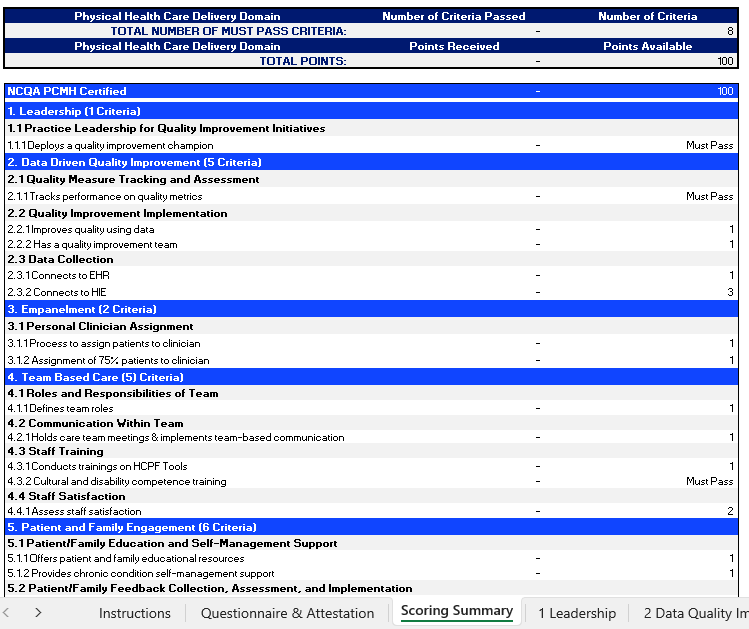 Physical Health Care Delivery Domain Number of Criteria Passed Number of Criteria
TOTAL NUMBER OF MUST PASS CRITERIA: - 8
Physical Health Care Delivery Domain Points Received Points Available
TOTAL POINTS: - 100
NCQA PCMH Certified - 100
1. Leadership (1 Criteria)
1.1 Practice Leadership for Quality Improvement Initiatives
1.1.1 Deploys a quality improvement champion - Must Pass
2. Data Driven Quality Improvement (5 Criteria)
2.1 Quality Measure Tracking and Assessment
2.1.1 Tracks performance on quality metrics - Must Pass
2.2 Quality Improvement Implementation
2.2.1 Improves quality using data - 1
2.2.2 Has a quality improvement team - 1
2.3 Data Collection
2.3.1 Connects to EHR - 1
2.3.2 Connects to HIE - 3
3. Empanelment (2 Criteria)
3.1 Personal Clinician Assignment
3.1.1 Process to assign patients to clinician - 1
3.1.2 Assignment of 75% patients to clinician - 1
4. Team Based Care (5) Criteria)
4.1 Roles and Responsibilities of Team
4.1.1 Defines team roles - 1
4.2 Communication Within Team
4.2.1 Holds care team meetings & implements team-based communication - 1
4.3 Staff Training
4.3.1 Conducts trainings on HCPF Tools - 1
4.3.2 Cultural and disability competence training - Must Pass
4.4 Staff Satisfaction
4.4.1 Assess staff satisfaction - 2
5. Patient and Family Engagement (6 Criteria)
5.1 Patient/Family Education and Self-Management Support
5.1.1 Offers patient and family educational resources - 1
5.1.2 Provides chronic condition self-management support - 1
5.2 Patient/Family Feedback Collection, Assessment, and Implementation
Instructions Questionnaire & Attestation Scoring Summary 1 Leadership 2 Data Quality Im